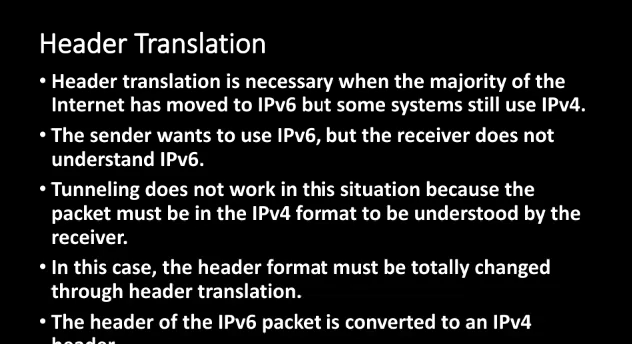 Header Translation
• Header translation is necessary when the majority of the
Internet has moved to IPv6 but some systems still use IPv4.
• The sender wants to use IPv6, but the receiver does not
understand IPv6.
• Tunneling does not work in this situation because the
packet must be in the IPv4 format to be understood by the
receiver.
• In this case, the header format must be totally changed
through header translation.
• The header of the IPv6 packet is converted to an IPv4
header.